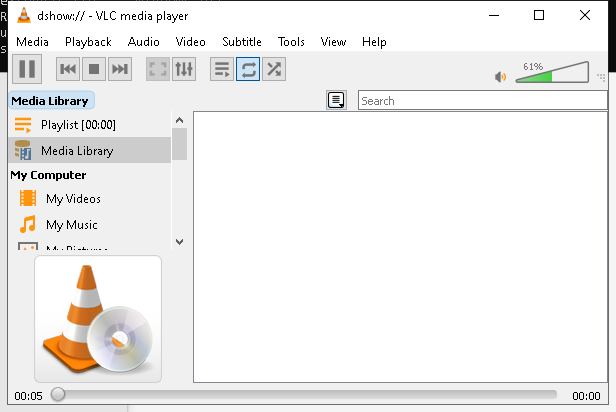 dshow:// - VLC media player
Media Playback Audio Video Subtitle Tools View Help
61%
Media Library
Search
Playlist [00:00]
Media Library
My Computer
My Videos
My Music
My Pictures
00:05 00:00